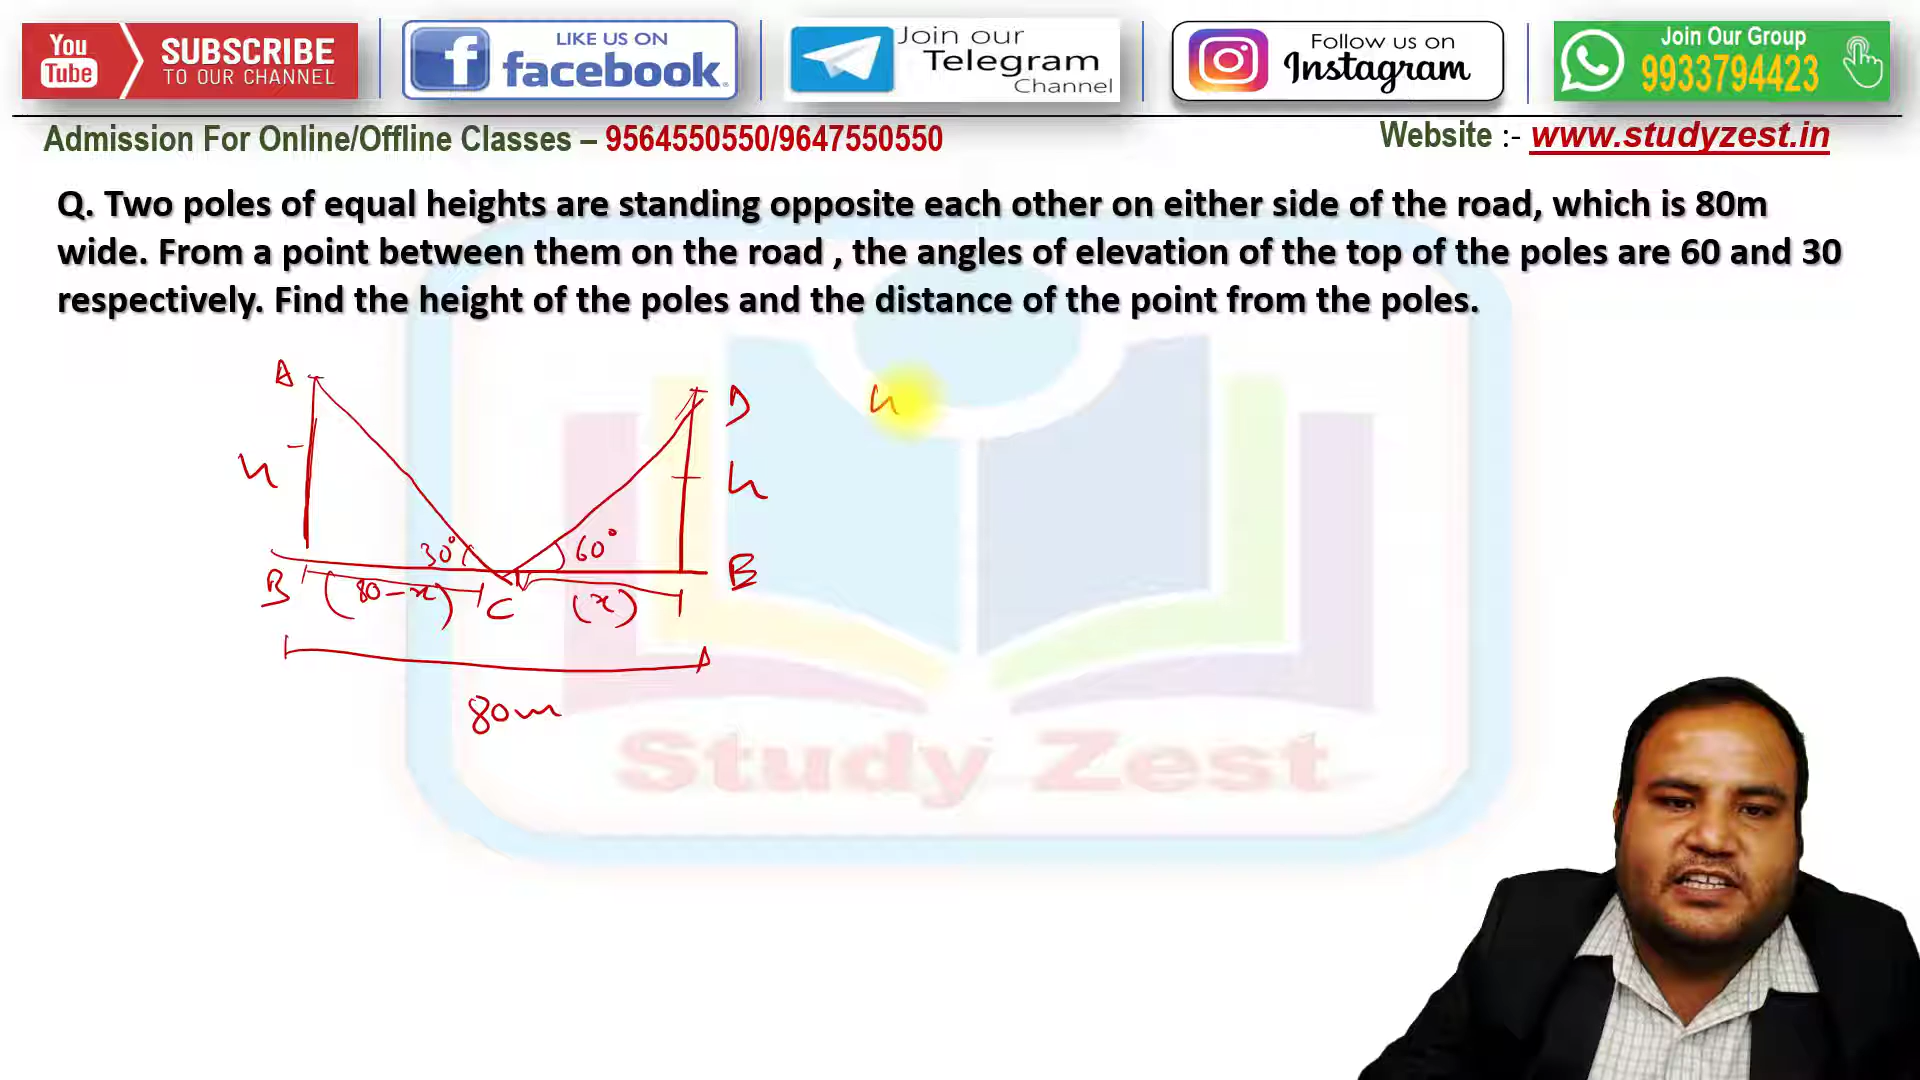 You Tube SUBSCRIBE TO OUR CHANNEL
LIKE US ON facebook
Join our Telegram Channel
Follow us on Instagram
Join Our Group 9933794423
Admission For Online/Offline Classes – 9564550550/9647550550
Website :- www.studyzest.in
Q. Two poles of equal heights are standing opposite each other on either side of the road, which is 80m
wide. From a point between them on the road , the angles of elevation of the top of the poles are 60 and 30
respectively. Find the height of the poles and the distance of the point from the poles.
A
D
h
h
h
30° 60°
B (80-x) C (x) E
80m
Study Zest